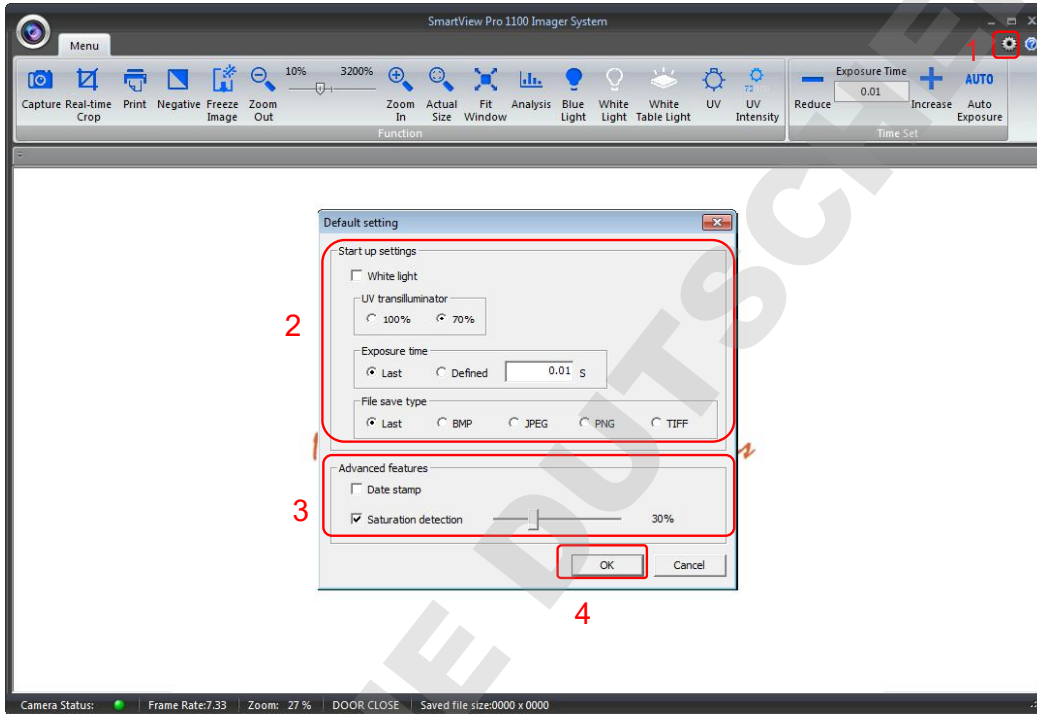 SmartView Pro 1100 Imager System
Menu
1
10% 3200%
Exposure Time
0.01
AUTO
72
Capture Real-time Crop Print Negative Freeze Image Zoom Out Zoom In Actual Size Fit Window Analysis Blue Light White Light White Table Light UV UV Intensity Reduce Increase Auto Exposure
Function Time Set
Default setting
Start up settings
White light
UV transilluminator
100% 70%
2
Exposure time
Last Defined 0.01 S
File save type
Last BMP JPEG PNG TIFF
Advanced features
Date stamp
3
Saturation detection 30%
OK Cancel
4
Camera Status: Frame Rate:7.33 Zoom: 27 % DOOR CLOSE Saved file size:0000 x 0000
DUTSCHE